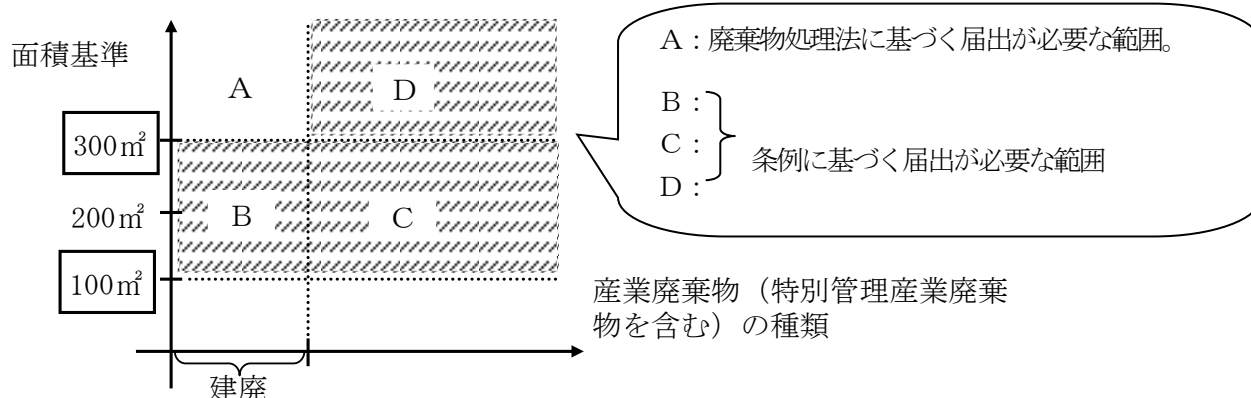 面積基準
300㎡
200㎡
100㎡
A
D
B
C
建廃
産業廃棄物（特別管理産業廃棄
物を含む）の種類
A：廃棄物処理法に基づく届出が必要な範囲。
B：
C：
D：
条例に基づく届出が必要な範囲